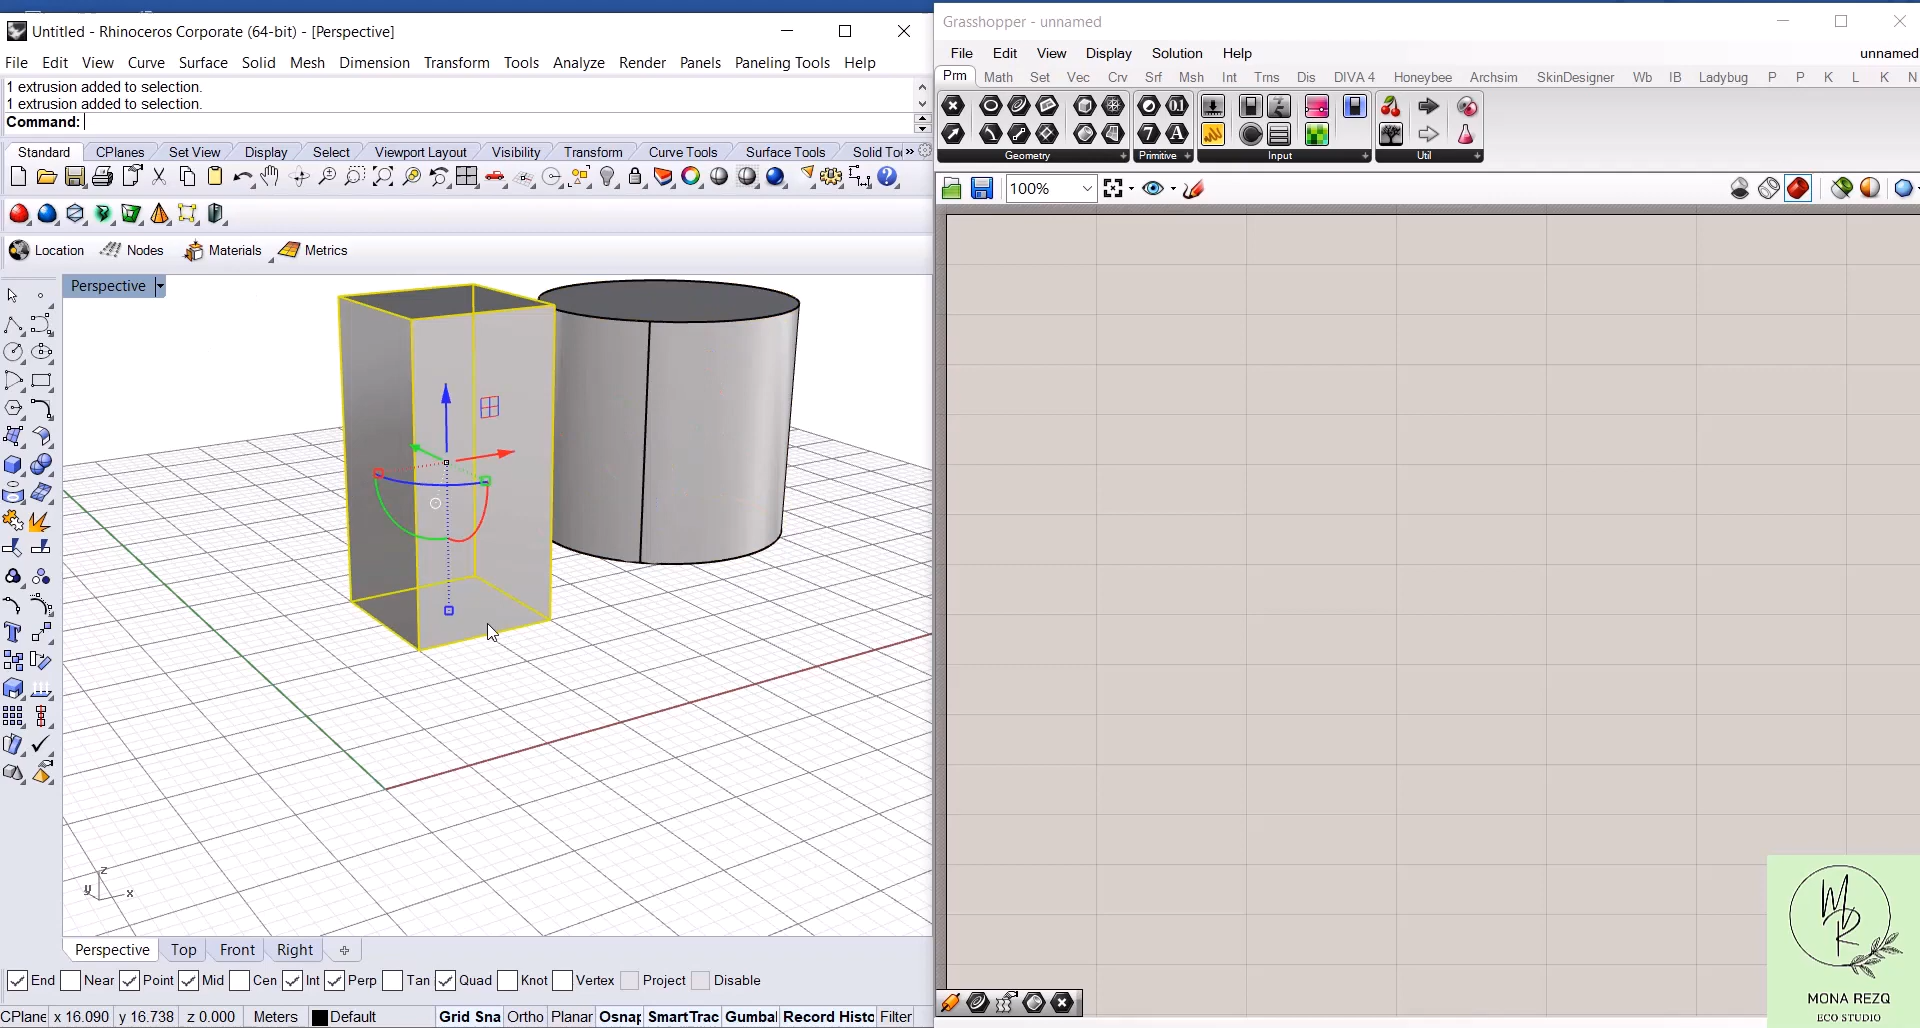 Untitled - Rhinoceros Corporate (64-bit) - [Perspective]
File Edit View Curve Surface Solid Mesh Dimension Transform Tools Analyze Render Panels Paneling Tools Help
1 extrusion added to selection.
1 extrusion added to selection.
Command:
Standard CPlanes Set View Display Select Viewport Layout Visibility Transform Curve Tools Surface Tools Solid To »
Location Nodes Materials Metrics
Perspective
z
y
x
Perspective Top Front Right
End Near Point Mid Cen Int Perp Tan Quad Knot Vertex Project Disable
CPlane x 16.090 y 16.738 z 0.000 Meters Default Grid Sna Ortho Planar Osnap SmartTrac Gumbal Record Histo Filter
Grasshopper - unnamed
File Edit View Display Solution Help unnamed
Prm Math Set Vec Crv Srf Msh Int Trns Dis DIVA 4 Honeybee Archsim SkinDesigner Wb IB Ladybug P P K L K N
0.1
7 A
Geometry + Primitive + Input + Util +
100%
MR
MONA REZQ
ECO STUDIO